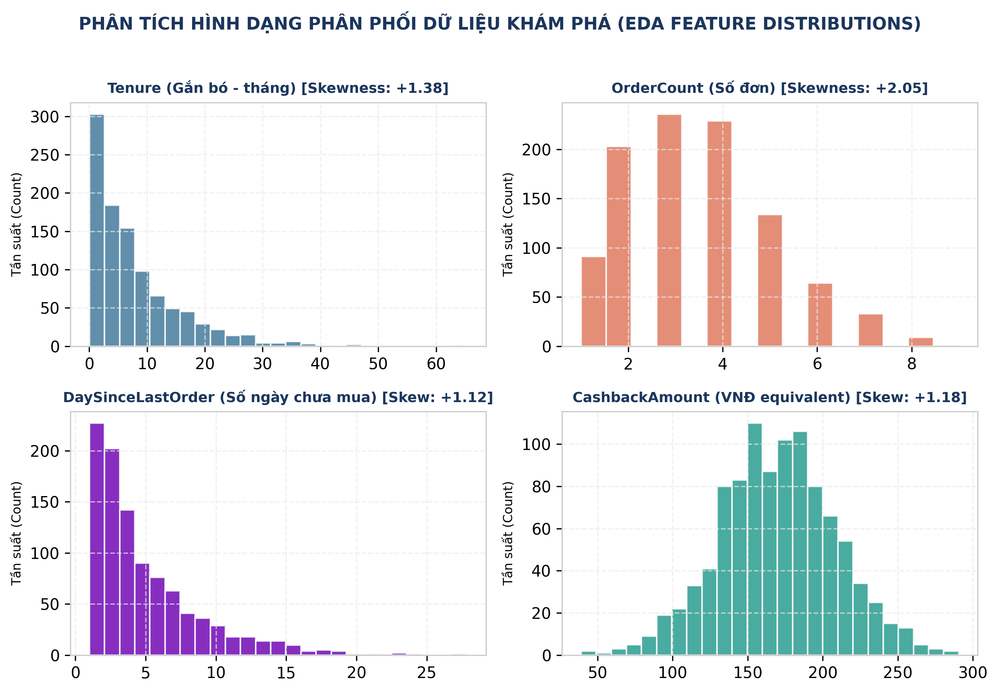 PHÂN TÍCH HÌNH DẠNG PHÂN PHỐI DỮ LIỆU KHÁM PHÁ (EDA FEATURE DISTRIBUTIONS)
Tenure (Gắn bó - tháng) [Skewness: +1.38]
Tần suất (Count)
300
250
200
150
100
50
0
0 10 20 30 40 50 60
OrderCount (Số đơn) [Skewness: +2.05]
Tần suất (Count)
200
150
100
50
0
2 4 6 8
DaySinceLastOrder (Số ngày chưa mua) [Skew: +1.12]
Tần suất (Count)
200
150
100
50
0
0 5 10 15 20 25
CashbackAmount (VNĐ equivalent) [Skew: +1.18]
Tần suất (Count)
100
80
60
40
20
0
50 100 150 200 250 300